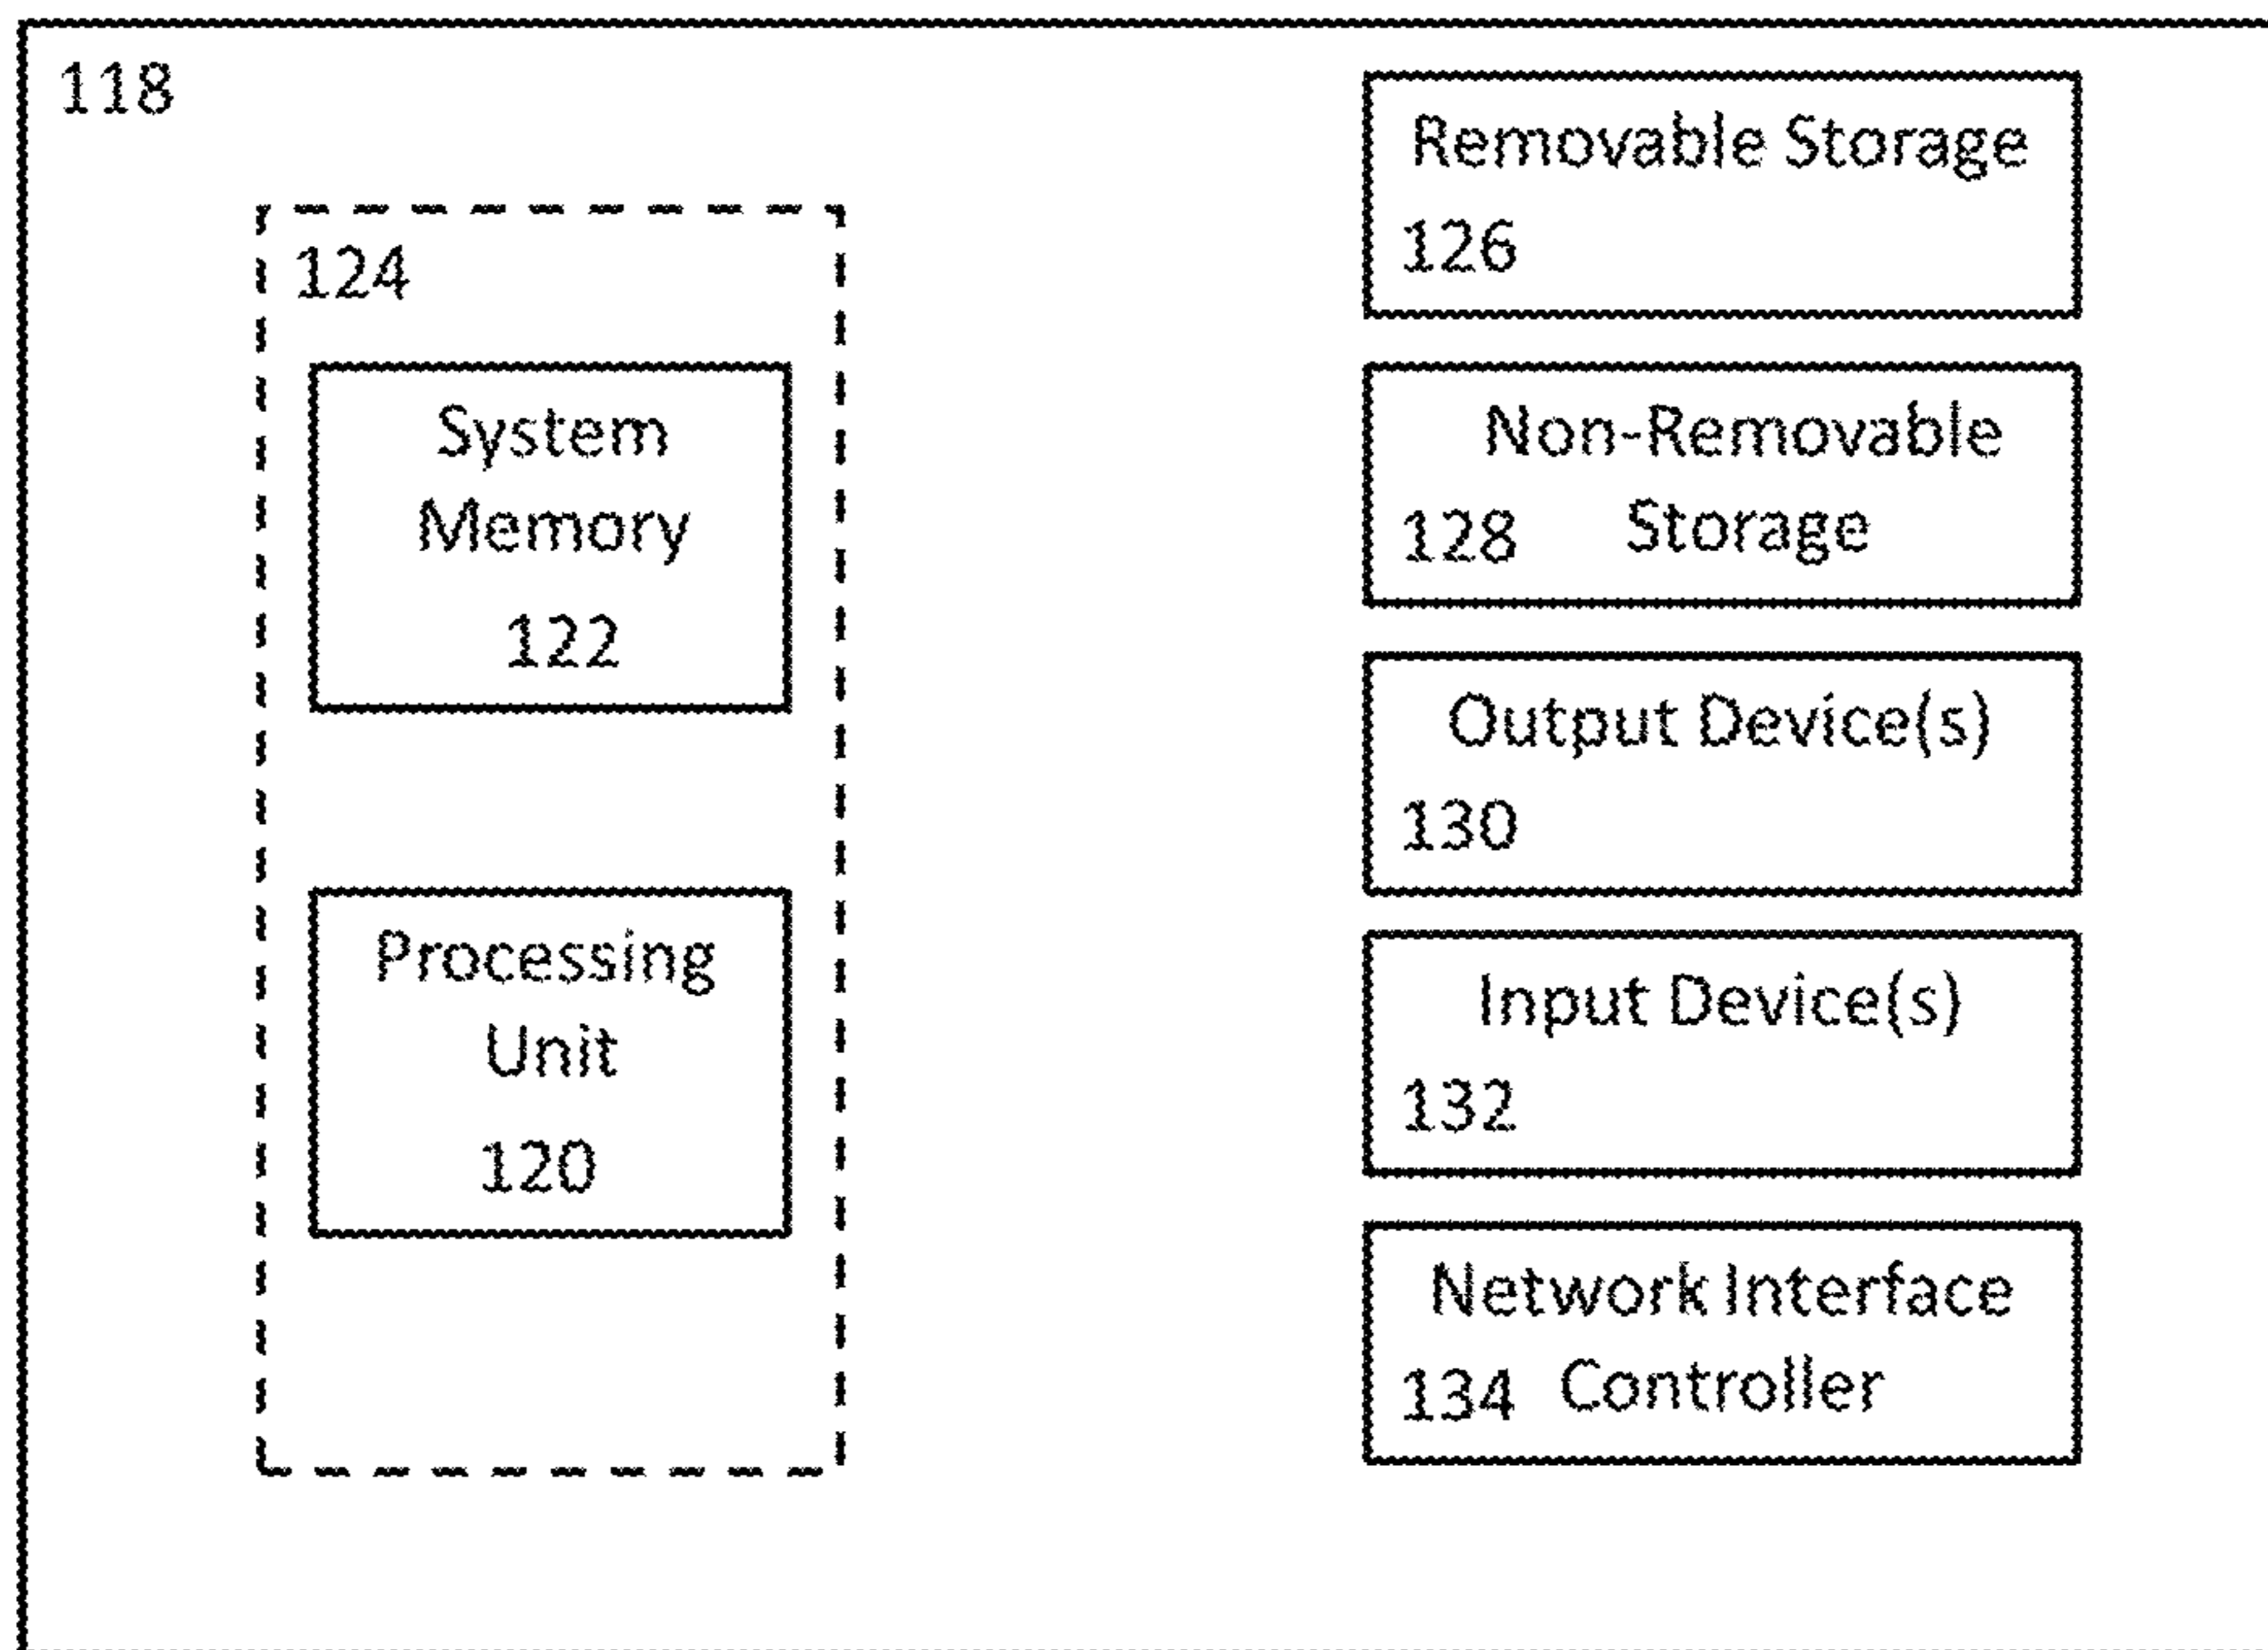 118
124
System
Memory
122
Processing
Unit
120
Removable Storage
126
Non-Removable
128 Storage
Output Device(s)
130
Input Device(s)
132
Network Interface
134 Controller